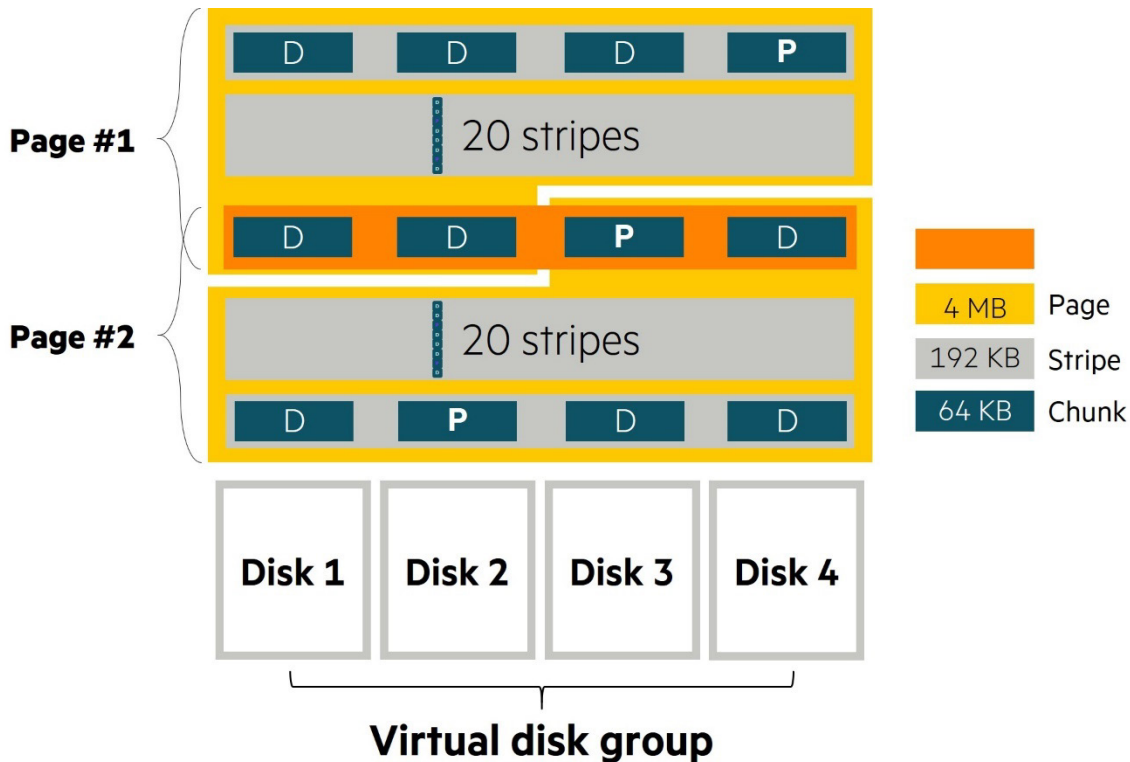 D D D P
Page #1
20 stripes
D D P D
4 MB Page
Page #2
20 stripes
192 KB Stripe
D P D D
64 KB Chunk
Disk 1 Disk 2 Disk 3 Disk 4
Virtual disk group